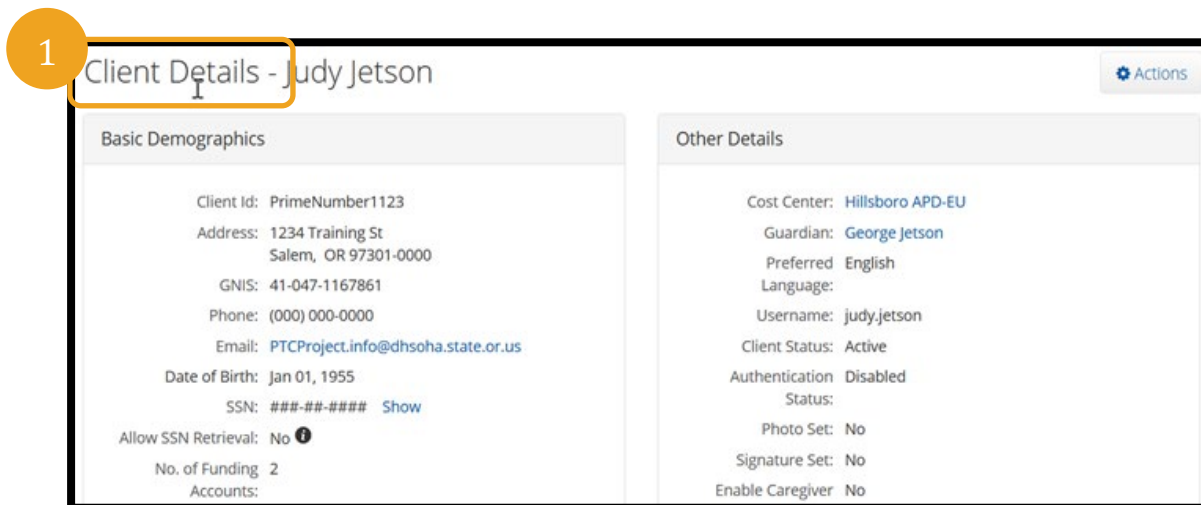 1
Client Details - Judy Jetson
Actions
Basic Demographics
Client Id: PrimeNumber1123
Address: 1234 Training St
Salem, OR 97301-0000
GNIS: 41-047-1167861
Phone: (000) 000-0000
Email: PTCProject.info@dhsoha.state.or.us
Date of Birth: Jan 01, 1955
SSN: ###-##-#### Show
Allow SSN Retrieval: No
No. of Funding 2
Accounts:
Other Details
Cost Center: Hillsboro APD-EU
Guardian: George Jetson
Preferred English
Language:
Username: judy.jetson
Client Status: Active
Authentication Disabled
Status:
Photo Set: No
Signature Set: No
Enable Caregiver No